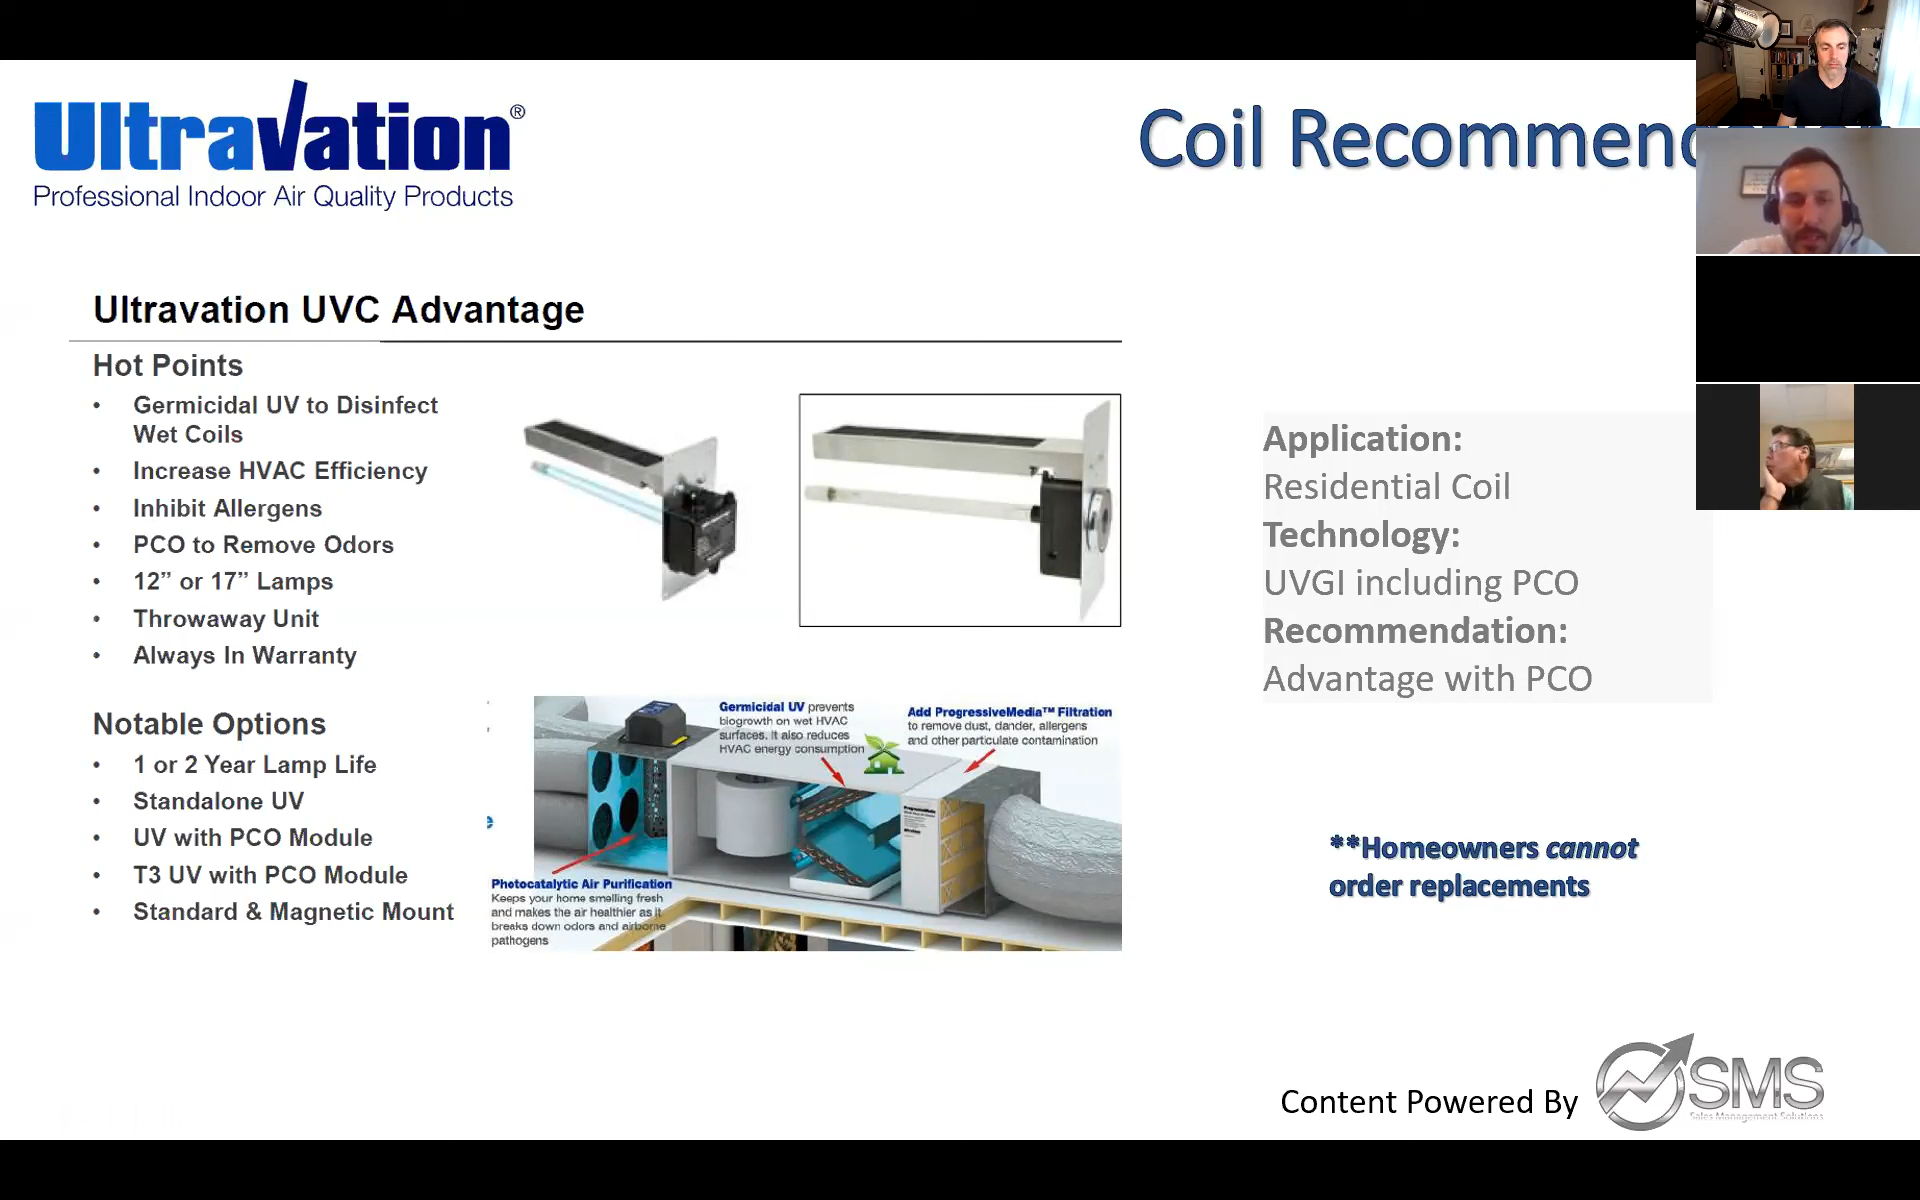 Ultravation®
Professional Indoor Air Quality Products
Coil Recommend
Ultravation UVC Advantage
Hot Points
• Germicidal UV to Disinfect
Wet Coils
• Increase HVAC Efficiency
• Inhibit Allergens
• PCO to Remove Odors
• 12” or 17” Lamps
• Throwaway Unit
• Always In Warranty
Notable Options
• 1 or 2 Year Lamp Life
• Standalone UV
• UV with PCO Module
• T3 UV with PCO Module
• Standard & Magnetic Mount
Germicidal UV prevents
biogrowth on wet HVAC
surfaces. It also reduces
HVAC energy consumption
Add ProgressiveMedia™ Filtration
to remove dust, dander, allergens
and other particulate contamination
Photocatalytic Air Purification
Keeps your home smelling fresh
and makes the air healthier as it
breaks down odors and airborne
pathogens
Application:
Residential Coil
Technology:
UVGI including PCO
Recommendation:
Advantage with PCO
**Homeowners cannot
order replacements
Content Powered By
SMS
Sales Management Solutions